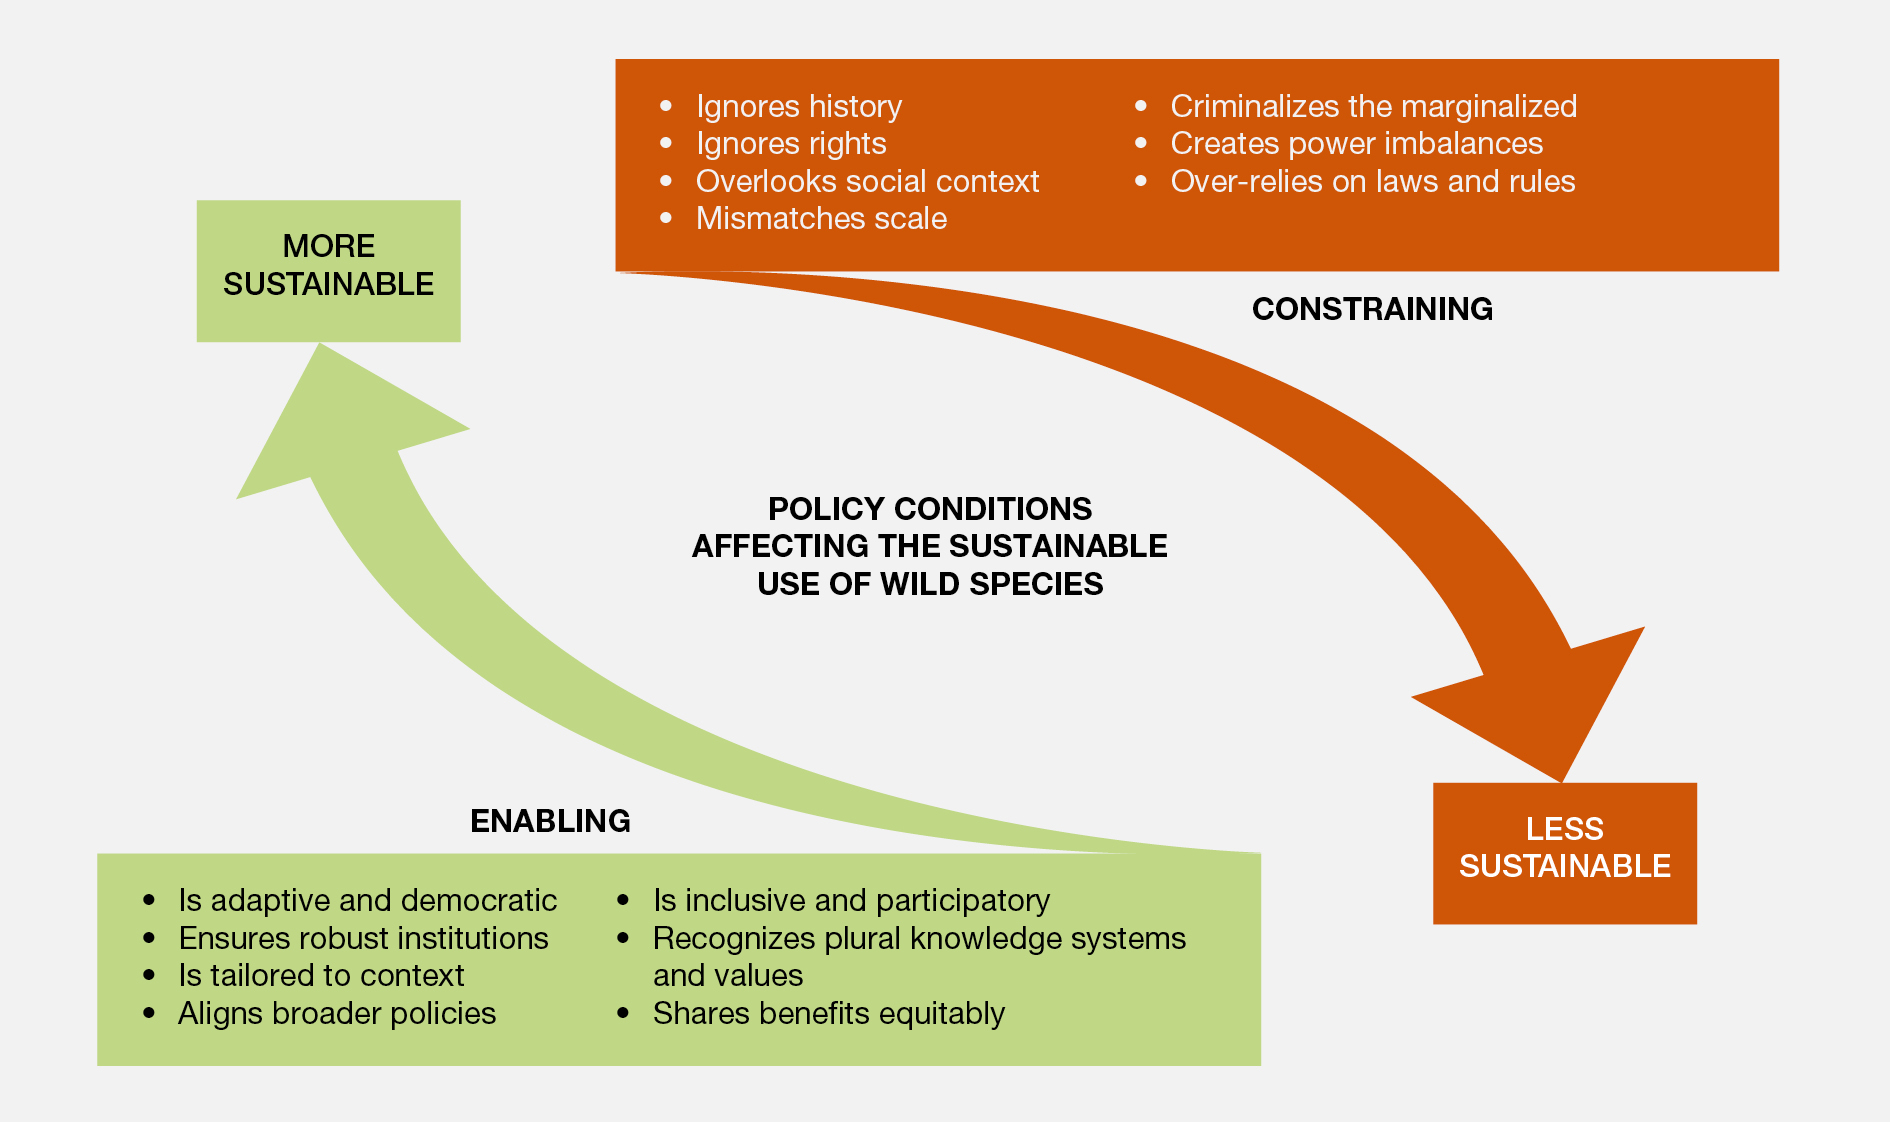 • Ignores history
• Ignores rights
• Overlooks social context
• Mismatches scale
• Criminalizes the marginalized
• Creates power imbalances
• Over-relies on laws and rules
MORE
SUSTAINABLE
CONSTRAINING
POLICY CONDITIONS
AFFECTING THE SUSTAINABLE
USE OF WILD SPECIES
ENABLING
LESS
SUSTAINABLE
• Is adaptive and democratic
• Ensures robust institutions
• Is tailored to context
• Aligns broader policies
• Is inclusive and participatory
• Recognizes plural knowledge systems
and values
• Shares benefits equitably